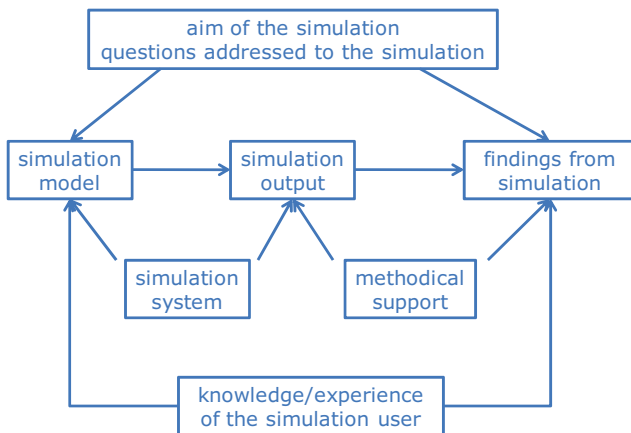 aim of the simulation
questions addressed to the simulation
simulation
model
simulation
output
findings from
simulation
simulation
system
methodical
support
knowledge/experience
of the simulation user